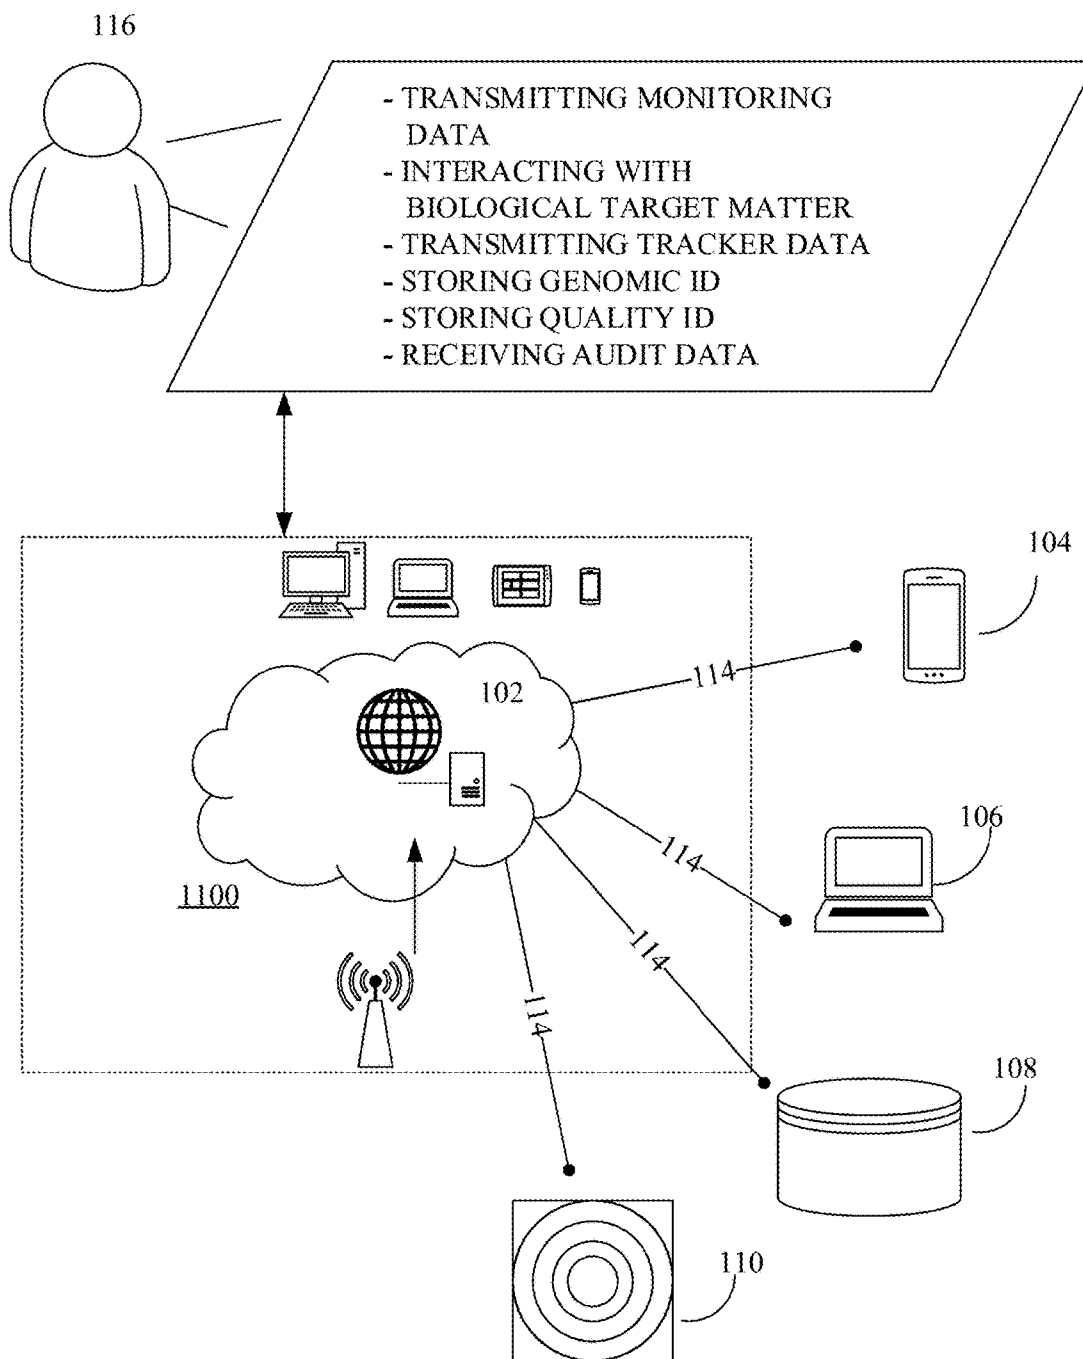 116
- TRANSMITTING MONITORING
DATA
- INTERACTING WITH
BIOLOGICAL TARGET MATTER
- TRANSMITTING TRACKER DATA
- STORING GENOMIC ID
- STORING QUALITY ID
- RECEIVING AUDIT DATA
104
114
102
106
114
1100
114
114
108
110